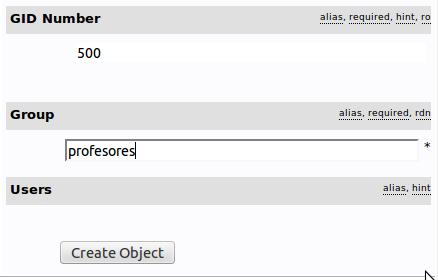 GID Number alias, required, hint, ro
500
Group alias, required, rdn
profesores *
Users alias, hint
Create Object